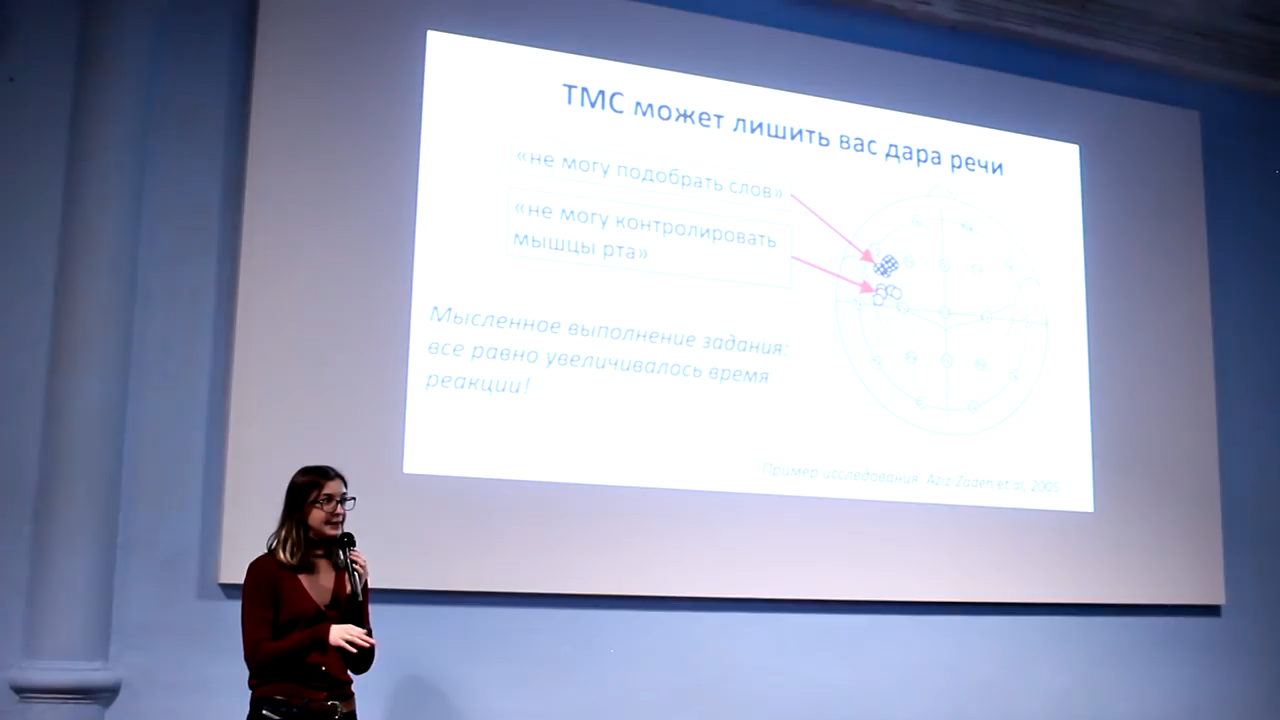 ТМС может лишить вас дара речи
«не могу подобрать слов»
«не могу контролировать
мышцы рта»
Мысленное выполнение задания:
все равно увеличивалось время
реакции!
Пример исследования: Aziz-Zadeh et al, 2005